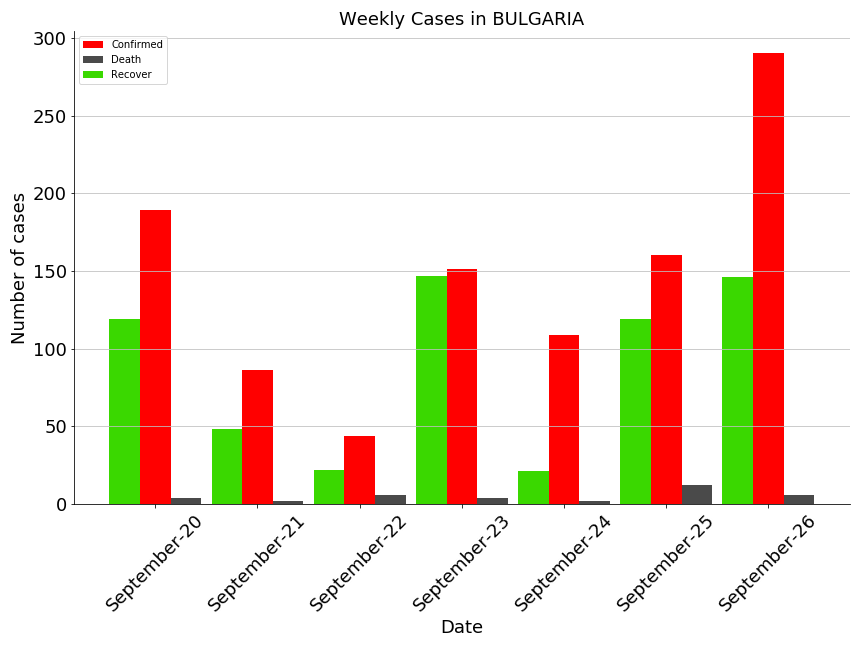 Weekly Cases in BULGARIA
Confirmed
Death
Recover
Number of cases
300
250
200
150
100
50
0
September-20
September-21
September-22
September-23
September-24
September-25
September-26
Date